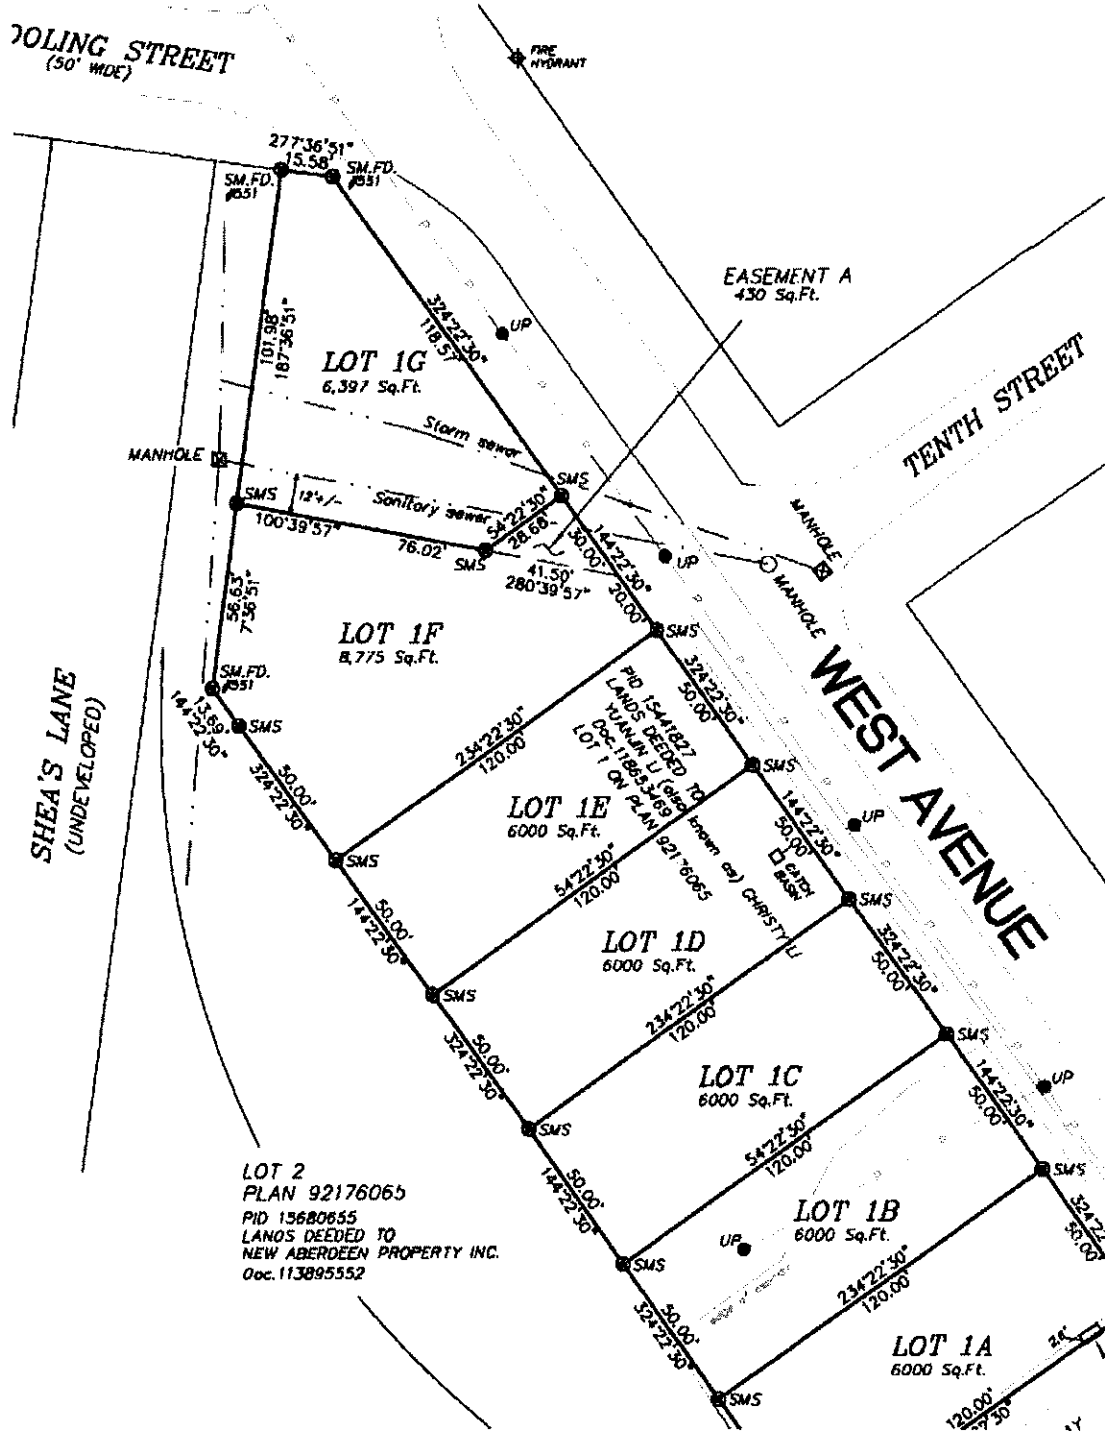 OOLING STREET
(50' WIDE)
FIRE
HYDRANT
277°36'51"
15.58'
SM.FD.
#551
SM.FD.
#551
EASEMENT A
430 Sq.Ft.
324°22'30"
118.57'
UP
101.98'
187°36'51"
LOT 1G
6,397 Sq.Ft.
TENTH STREET
Storm sewer
MANHOLE
SMS
SMS
12'+/-
Sanitory sewer
54°22'30"
28.66'
100°39'57"
76.02'
SMS
30.00'
144°22'30"
20.00'
UP
MANHOLE
MANHOLE
41.50'
280°39'57"
56.63'
7°36'51"
LOT 1F
8,775 Sq.Ft.
SMS
SM.FD.
#551
SHEA'S LANE
(UNDEVELOPED)
13.69'
144°22'30"
SMS
WEST AVENUE
324°22'30"
50.00'
PID 15441827
LANDS DEEDED TO
YUANJIN LI (also known as) CHRISTY LI
Doc.118653469
LOT 1 ON PLAN 92176065
234°22'30"
120.00'
50.00'
324°22'30"
SMS
LOT 1E
6000 Sq.Ft.
144°22'30"
50.00'
UP
CATCH
BASIN
SMS
54°22'30"
120.00'
50.00'
144°22'30"
SMS
LOT 1D
6000 Sq.Ft.
324°22'30"
50.00'
SMS
234°22'30"
120.00'
50.00'
324°22'30"
SMS
LOT 1C
6000 Sq.Ft.
144°22'30"
50.00'
UP
SMS
54°22'30"
120.00'
50.00'
144°22'30"
SMS
LOT 2
PLAN 92176065
PID 15680655
LANDS DEEDED TO
NEW ABERDEEN PROPERTY INC.
Doc.113895552
LOT 1B
6000 Sq.Ft.
UP
324°22
50.00'
234°22'30"
120.00'
50.00'
324°22'30"
SMS
LOT 1A
6000 Sq.Ft.
120.00'